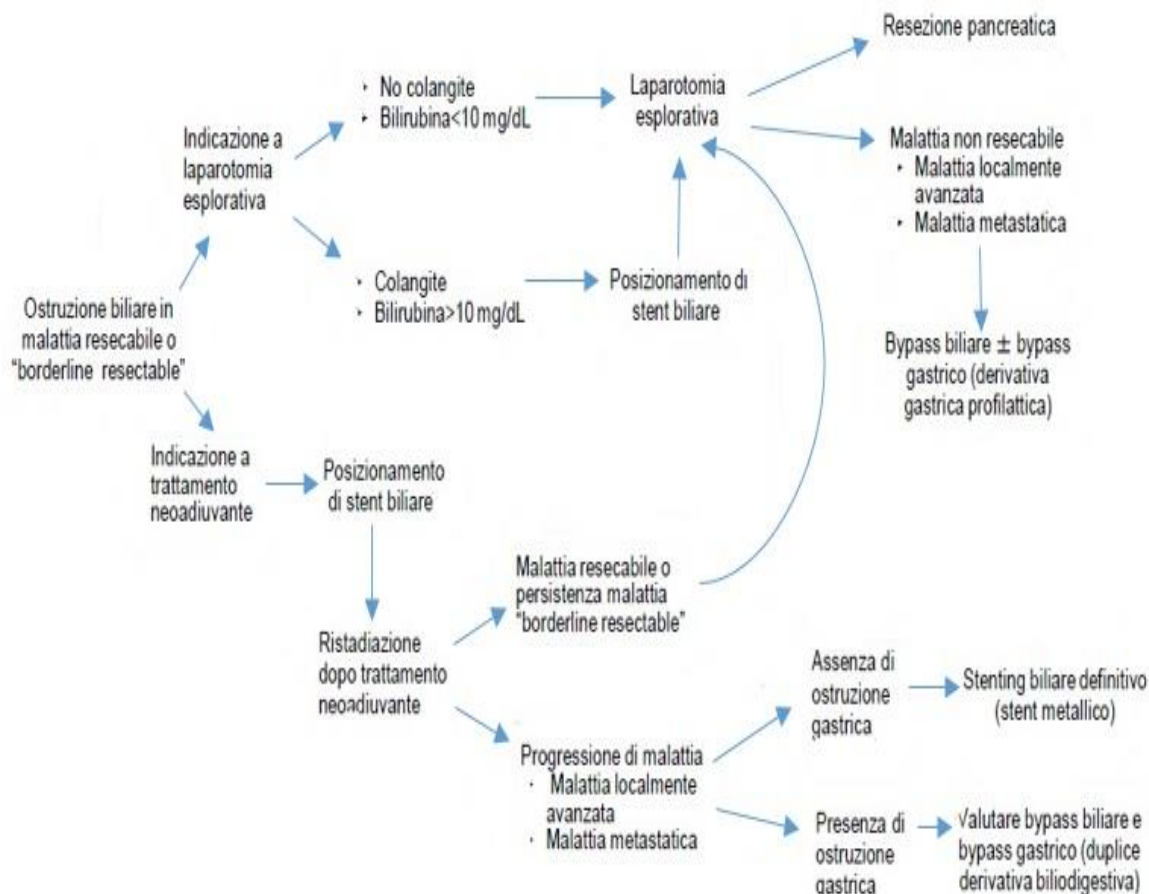 Resezione pancreatica
‣ No colangite
‣ Bilirubina<10 mg/dL
Laparotomia
esplorativa
Indicazione a
laparotomia
esplorativa
Malattia non resecabile
• Malattia localmente
avanzata
• Malattia metastatica
‣ Colangite
‣ Bilirubina>10 mg/dL
Posizionamento di
stent biliare
Ostruzione biliare in
malattia resecabile o
“borderline resectable”
Bypass biliare ± bypass
gastrico (derivativa
gastrica profilattica)
Indicazione a
trattamento
neoadiuvante
Posizionamento
di stent biliare
Malattia resecabile o
persistenza malattia
“borderline resectable”
Ristadiazione
dopo trattamento
neoadiuvante
Assenza di
ostruzione
gastrica
Stenting biliare definitivo
(stent metallico)
Progressione di malattia
• Malattia localmente
avanzata
• Malattia metastatica
Presenza di
ostruzione
gastrica
Valutare bypass biliare e
bypass gastrico (duplice
derivativa biliodigestiva)